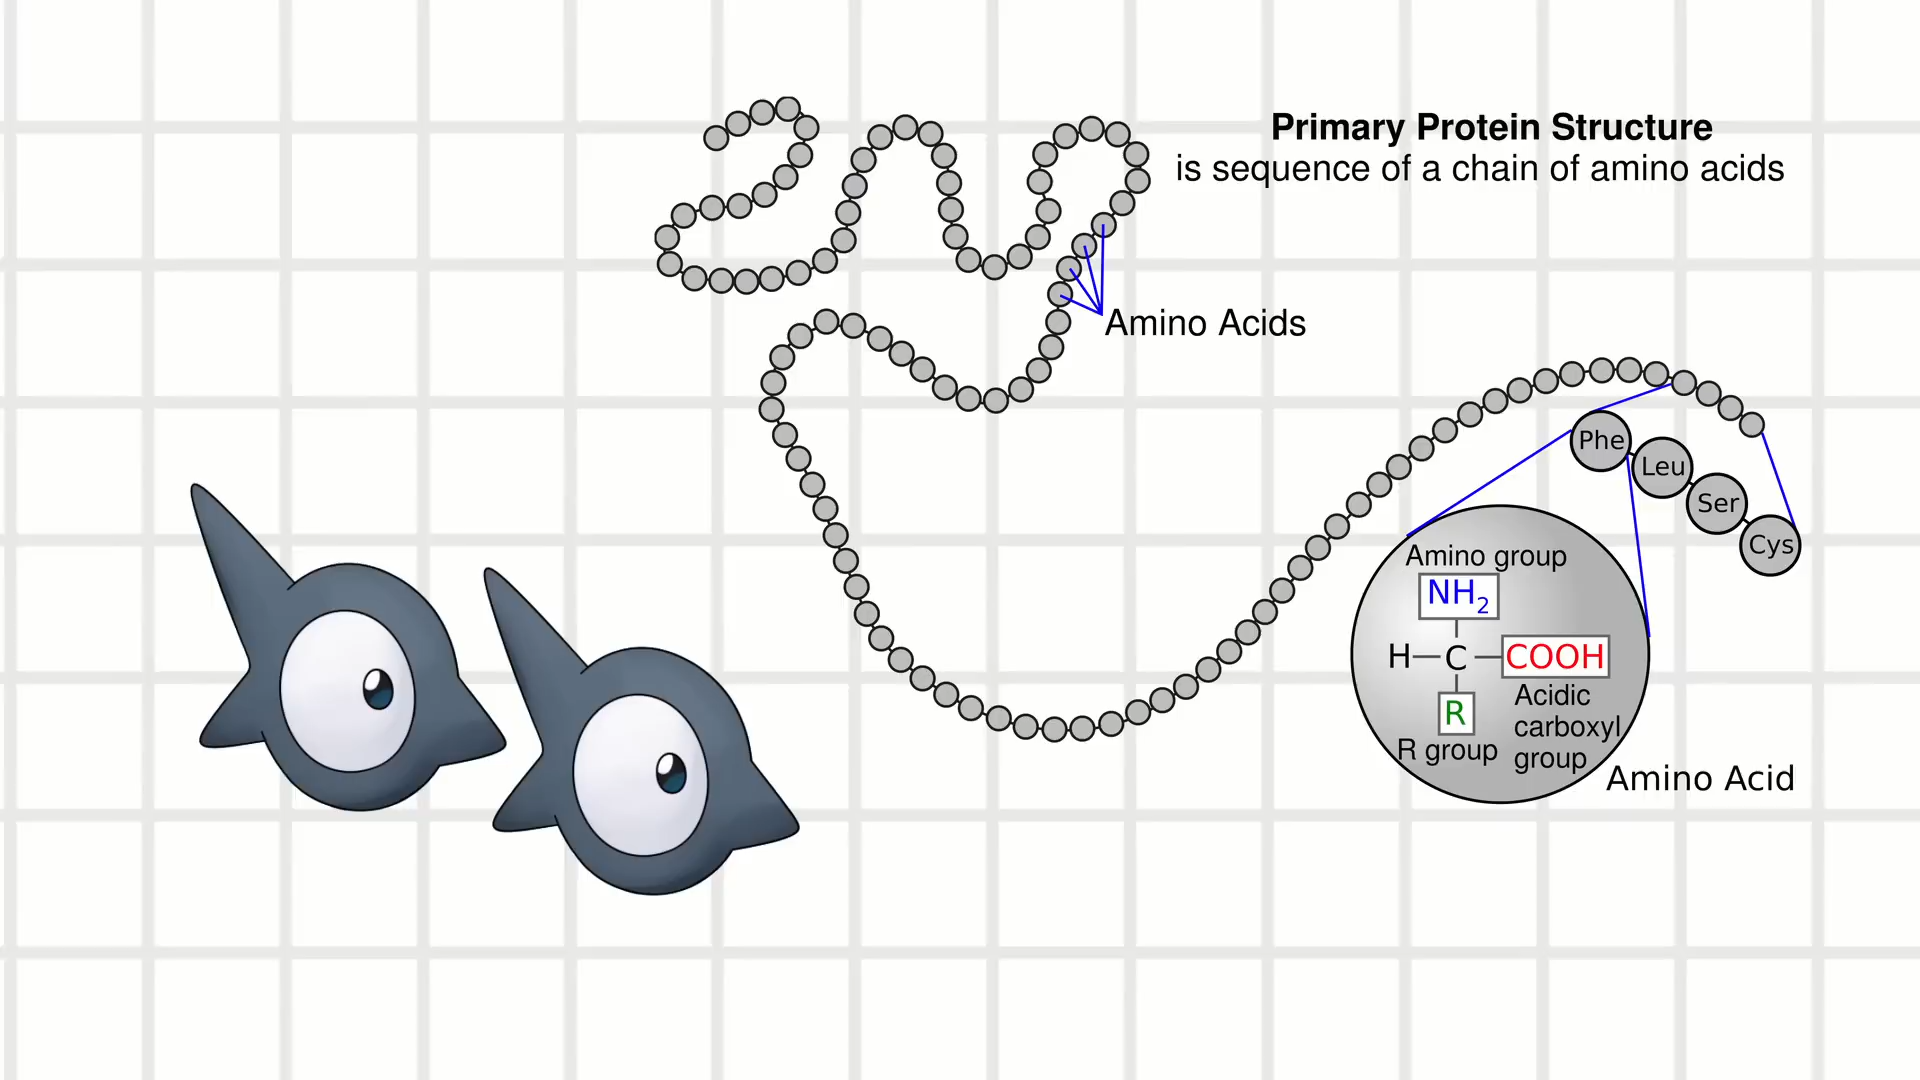 Primary Protein Structure
is sequence of a chain of amino acids
Amino Acids
Phe
Leu
Ser
Cys
Amino group
NH2
H C COOH
R
R group
Acidic
carboxyl
group
Amino Acid